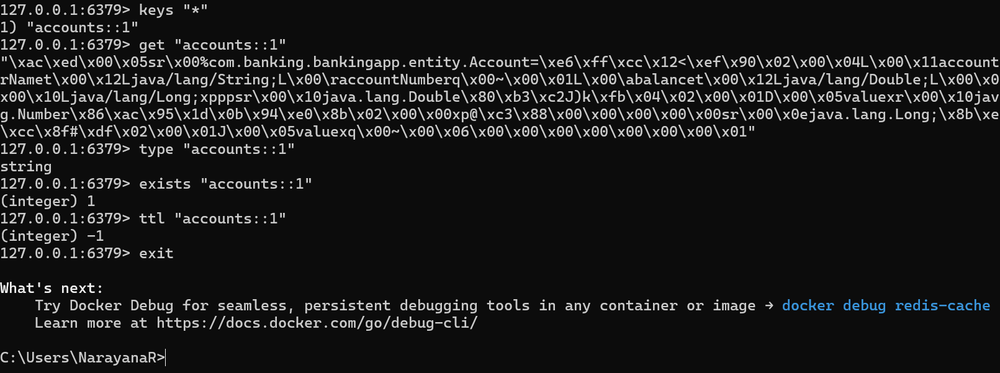 127.0.0.1:6379> keys "*"
1) "accounts::1"
127.0.0.1:6379> get "accounts::1"
"\xac\xed\x00\x05sr\x00%com.banking.bankingapp.entity.Account=\xe6\xff\xcc\x12<\xef\x90\x02\x00\x04L\x00\x11account
rNamet\x00\x12Ljava/lang/String;L\x00\raccountNumberq\x00~\x00\x01L\x00\abalancet\x00\x12Ljava/lang/Double;L\x00\x0
x00\x10Ljava/lang/Long;xpppsr\x00\x10java.lang.Double\x80\xb3\xc2J)k\xfb\x04\x02\x00\x01D\x00\x05valuexr\x00\x10jav
g.Number\x86\xac\x95\x1d\x0b\x94\xe0\x8b\x02\x00\x00xp@\xc3\x88\x00\x00\x00\x00\x00sr\x00\x0ejava.lang.Long;\x8b\xe
\xcc\x8f#\xdf\x02\x00\x01J\x00\x05valuexq\x00~\x00\x06\x00\x00\x00\x00\x00\x00\x00\x01"
127.0.0.1:6379> type "accounts::1"
string
127.0.0.1:6379> exists "accounts::1"
(integer) 1
127.0.0.1:6379> ttl "accounts::1"
(integer) -1
127.0.0.1:6379> exit
What's next:
Try Docker Debug for seamless, persistent debugging tools in any container or image → docker debug redis-cache
Learn more at https://docs.docker.com/go/debug-cli/
C:\Users\NarayanaR>